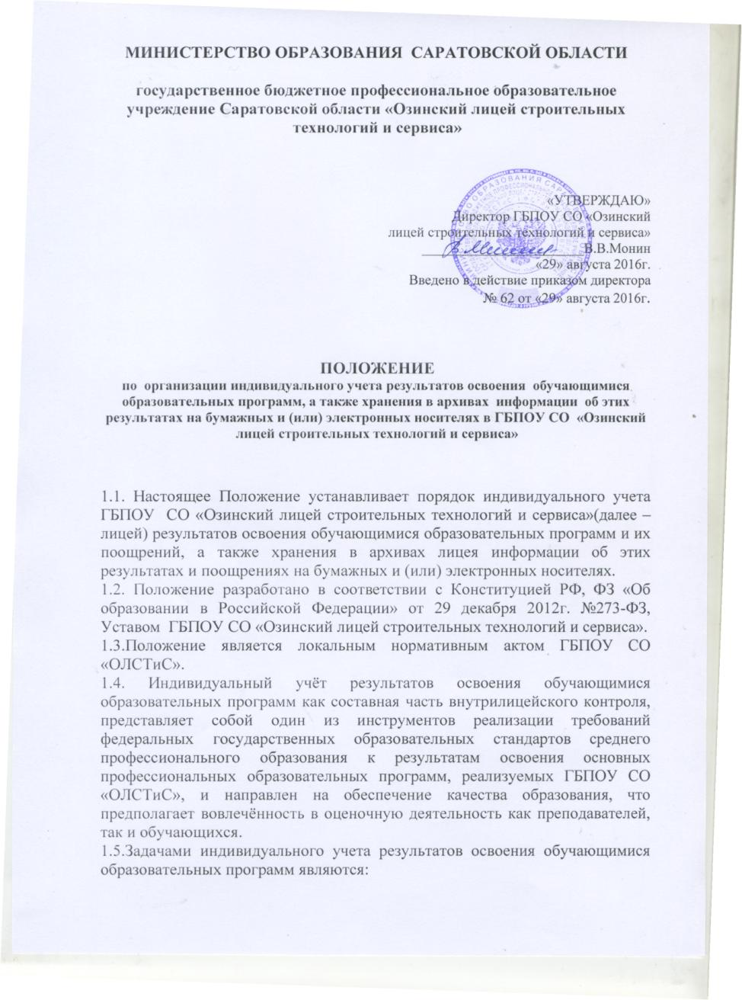 МИНИСТЕРСТВО ОБРАЗОВАНИЯ САРАТОВСКОЙ ОБЛАСТИ
государственное бюджетное профессиональное образовательное
учреждение Саратовской области «Озинский лицей строительных
технологий и сервиса»
«УТВЕРЖДАЮ»
Директор ГБПОУ СО «Озинский
лицей строительных технологий и сервиса»
В.В.Монин
«29» августа 2016г.
Введено в действие приказом директора
№ 62 от «29» августа 2016г.
ПОЛОЖЕНИЕ
по организации индивидуального учета результатов освоения обучающимися
образовательных программ, а также хранения в архивах информации об этих
результатах на бумажных и (или) электронных носителях в ГБПОУ СО «Озинский
лицей строительных технологий и сервиса»
1.1. Настоящее Положение устанавливает порядок индивидуального учета
ГБПОУ СО «Озинский лицей строительных технологий и сервиса»(далее –
лицей) результатов освоения обучающимися образовательных программ и их
поощрений, а также хранения в архивах лицея информации об этих
результатах и поощрениях на бумажных и (или) электронных носителях.
1.2. Положение разработано в соответствии с Конституцией РФ, ФЗ «Об
образовании в Российской Федерации» от 29 декабря 2012г. №273-ФЗ,
Уставом ГБПОУ СО «Озинский лицей строительных технологий и сервиса».
1.3.Положение является локальным нормативным актом ГБПОУ СО
«ОЛСТиС».
1.4. Индивидуальный учёт результатов освоения обучающимися
образовательных программ как составная часть внутрилицейского контроля,
представляет собой один из инструментов реализации требований
федеральных государственных образовательных стандартов среднего
профессионального образования к результатам освоения основных
профессиональных образовательных программ, реализуемых ГБПОУ СО
«ОЛСТиС», и направлен на обеспечение качества образования, что
предполагает вовлечённость в оценочную деятельность как преподавателей,
так и обучающихся.
1.5.Задачами индивидуального учета результатов освоения обучающимися
образовательных программ являются: